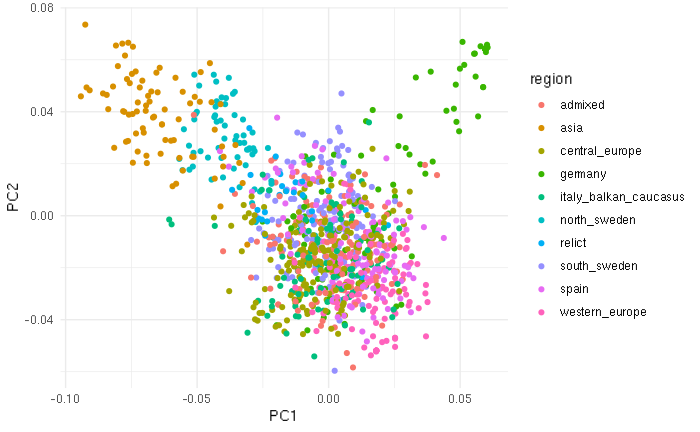 0.08
0.04
0.00
-0.04
PC2
-0.10
-0.05
0.00
0.05
PC1
region
admixed
asia
central_europe
germany
italy_balkan_caucasus
north_sweden
relict
south_sweden
spain
western_europe